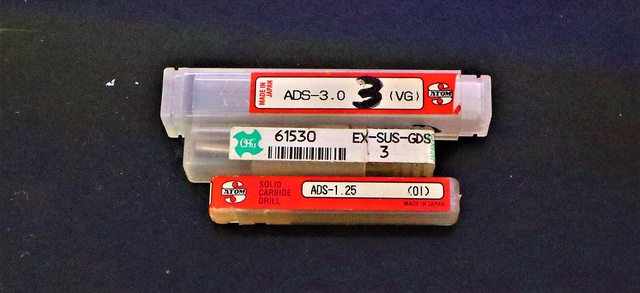 MADE IN
JAPAN
ADS-3.0 3 (VG)
S
ATOM
OSG
61530 EX-SUS-GDS
3
S
ATOM
SOLID
CARBIDE
DRILL
ADS-1.25 (01)
MADE IN JAPAN